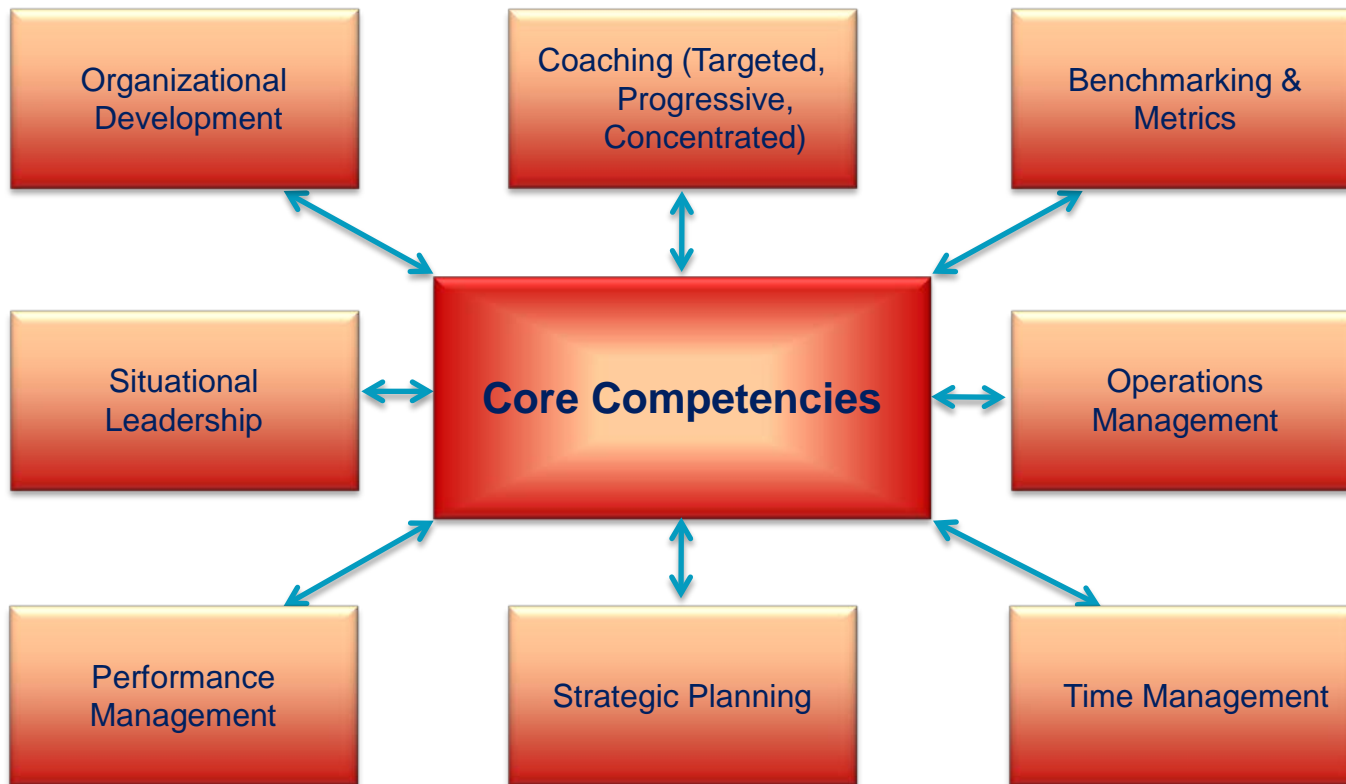 Organizational
Development
Coaching (Targeted,
Progressive,
Concentrated)
Benchmarking &
Metrics
Situational
Leadership
Core Competencies
Operations
Management
Performance
Management
Strategic Planning
Time Management